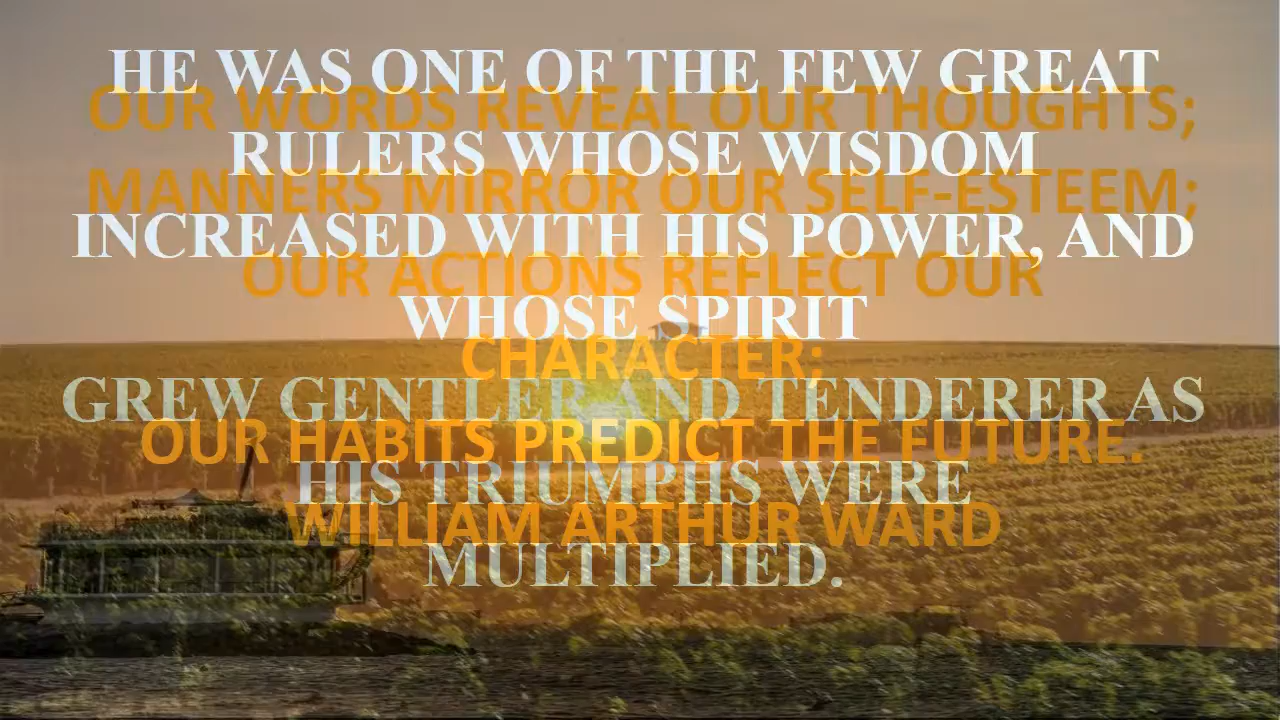 HE WAS ONE OF THE FEW GREAT
RULERS WHOSE WISDOM
INCREASED WITH HIS POWER, AND
WHOSE SPIRIT
GREW GENTLER AND TENDERER AS
HIS TRIUMPHS WERE
MULTIPLIED.
OUR WORDS REVEAL OUR THOUGHTS;
MANNERS MIRROR OUR SELF-ESTEEM;
OUR ACTIONS REFLECT OUR
CHARACTER;
OUR HABITS PREDICT THE FUTURE.
WILLIAM ARTHUR WARD